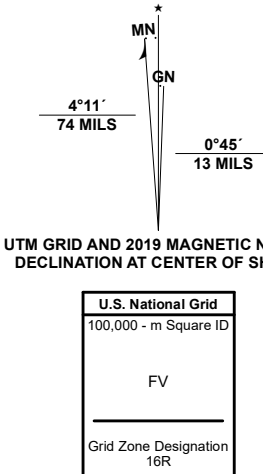 ★
MN
GN
4°11´
74 MILS
0°45´
13 MILS
UTM GRID AND 2019 MAGNETIC N
DECLINATION AT CENTER OF SH
U.S. National Grid
100,000 - m Square ID
FV
Grid Zone Designation
16R